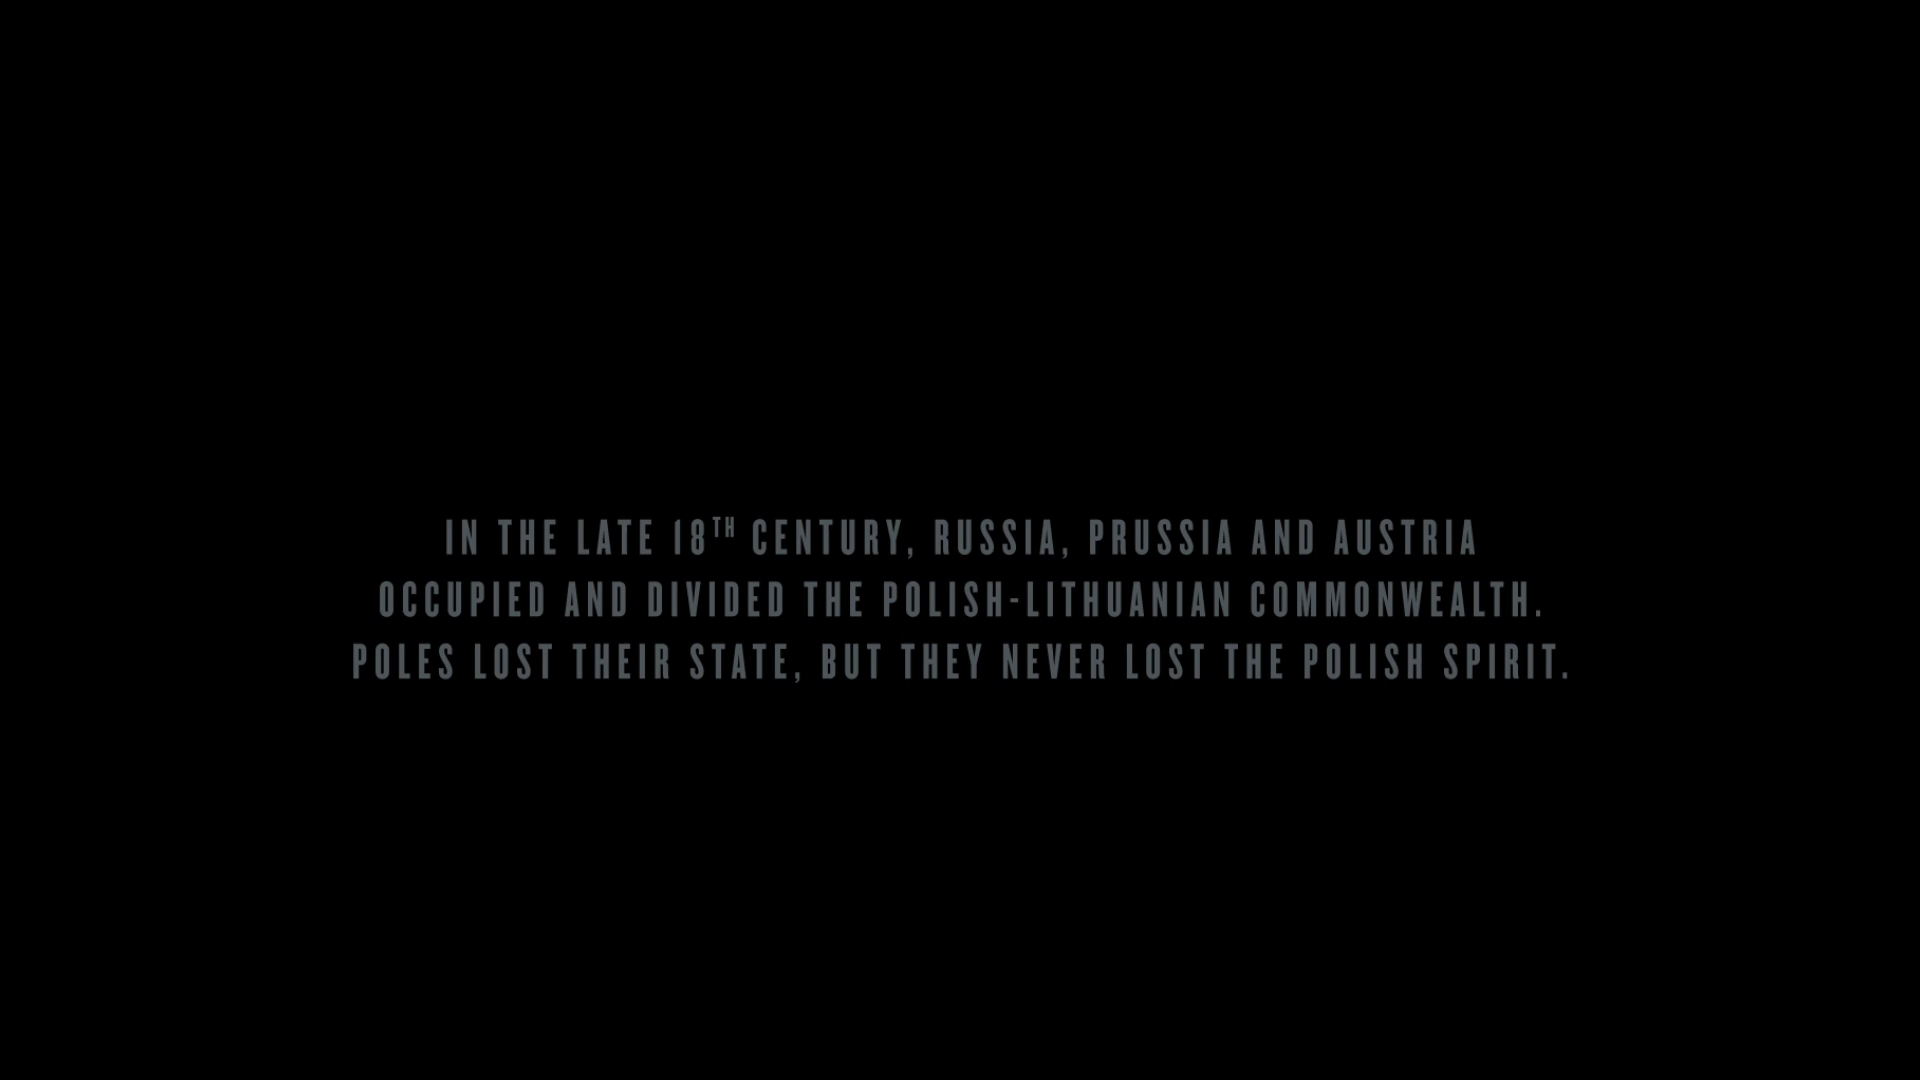 IN THE LATE 18TH CENTURY, RUSSIA, PRUSSIA AND AUSTRIA
OCCUPIED AND DIVIDED THE POLISH-LITHUANIAN COMMONWEALTH.
POLES LOST THEIR STATE, BUT THEY NEVER LOST THE POLISH SPIRIT.